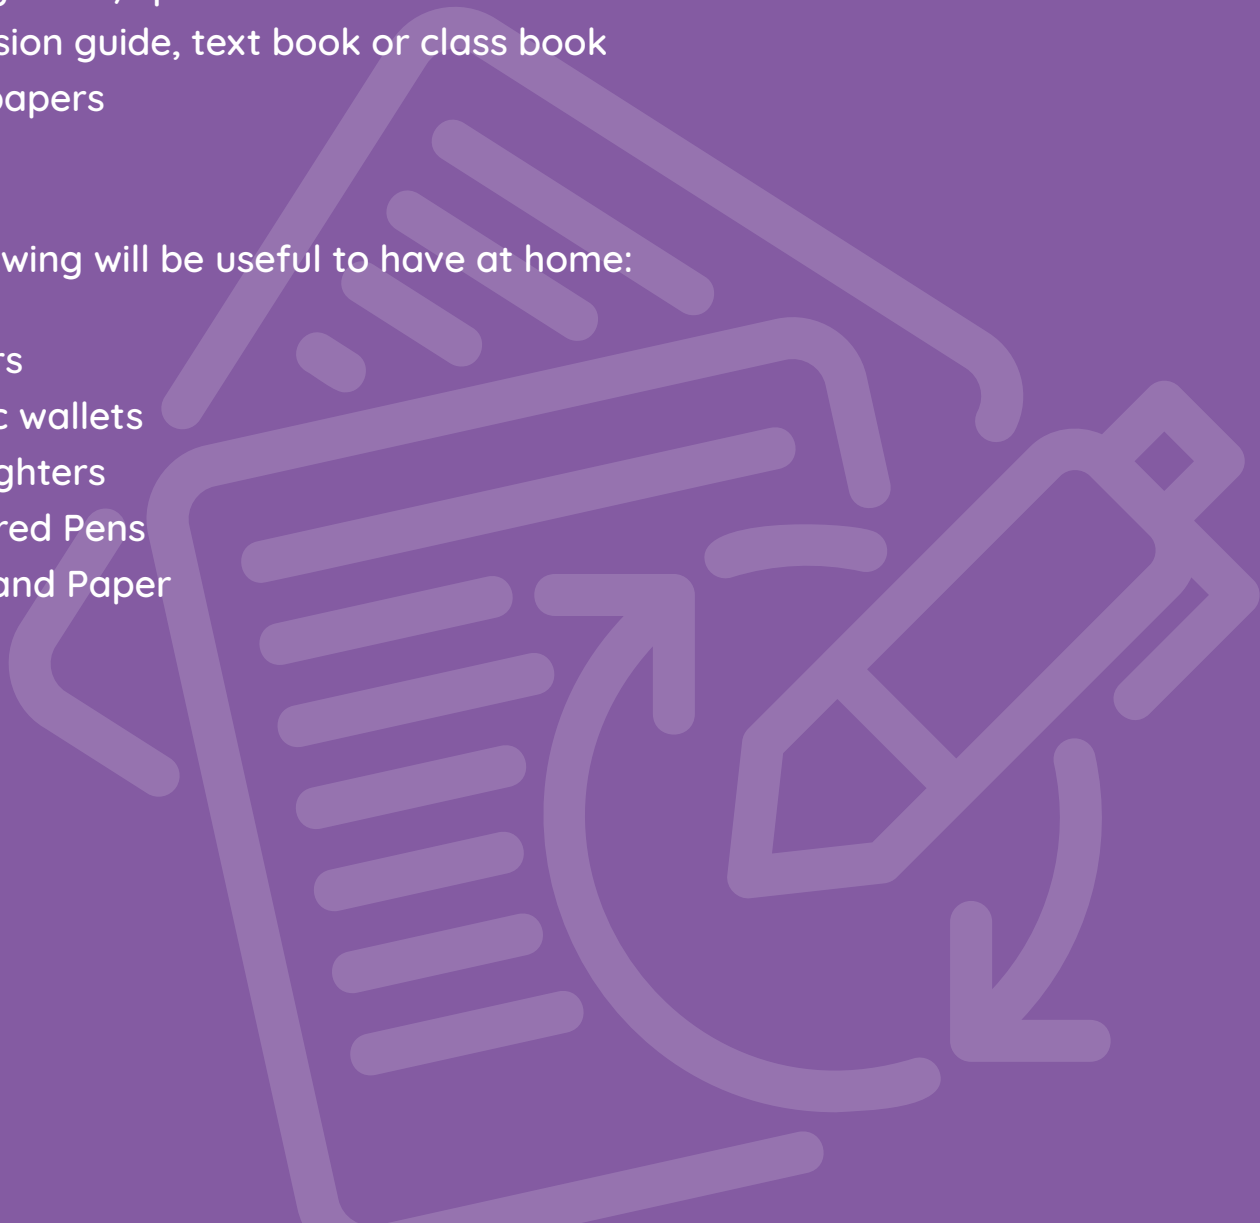 sion guide, text book or class book
papers
wing will be useful to have at home:
rs
c wallets
ghters
red Pens
and Paper